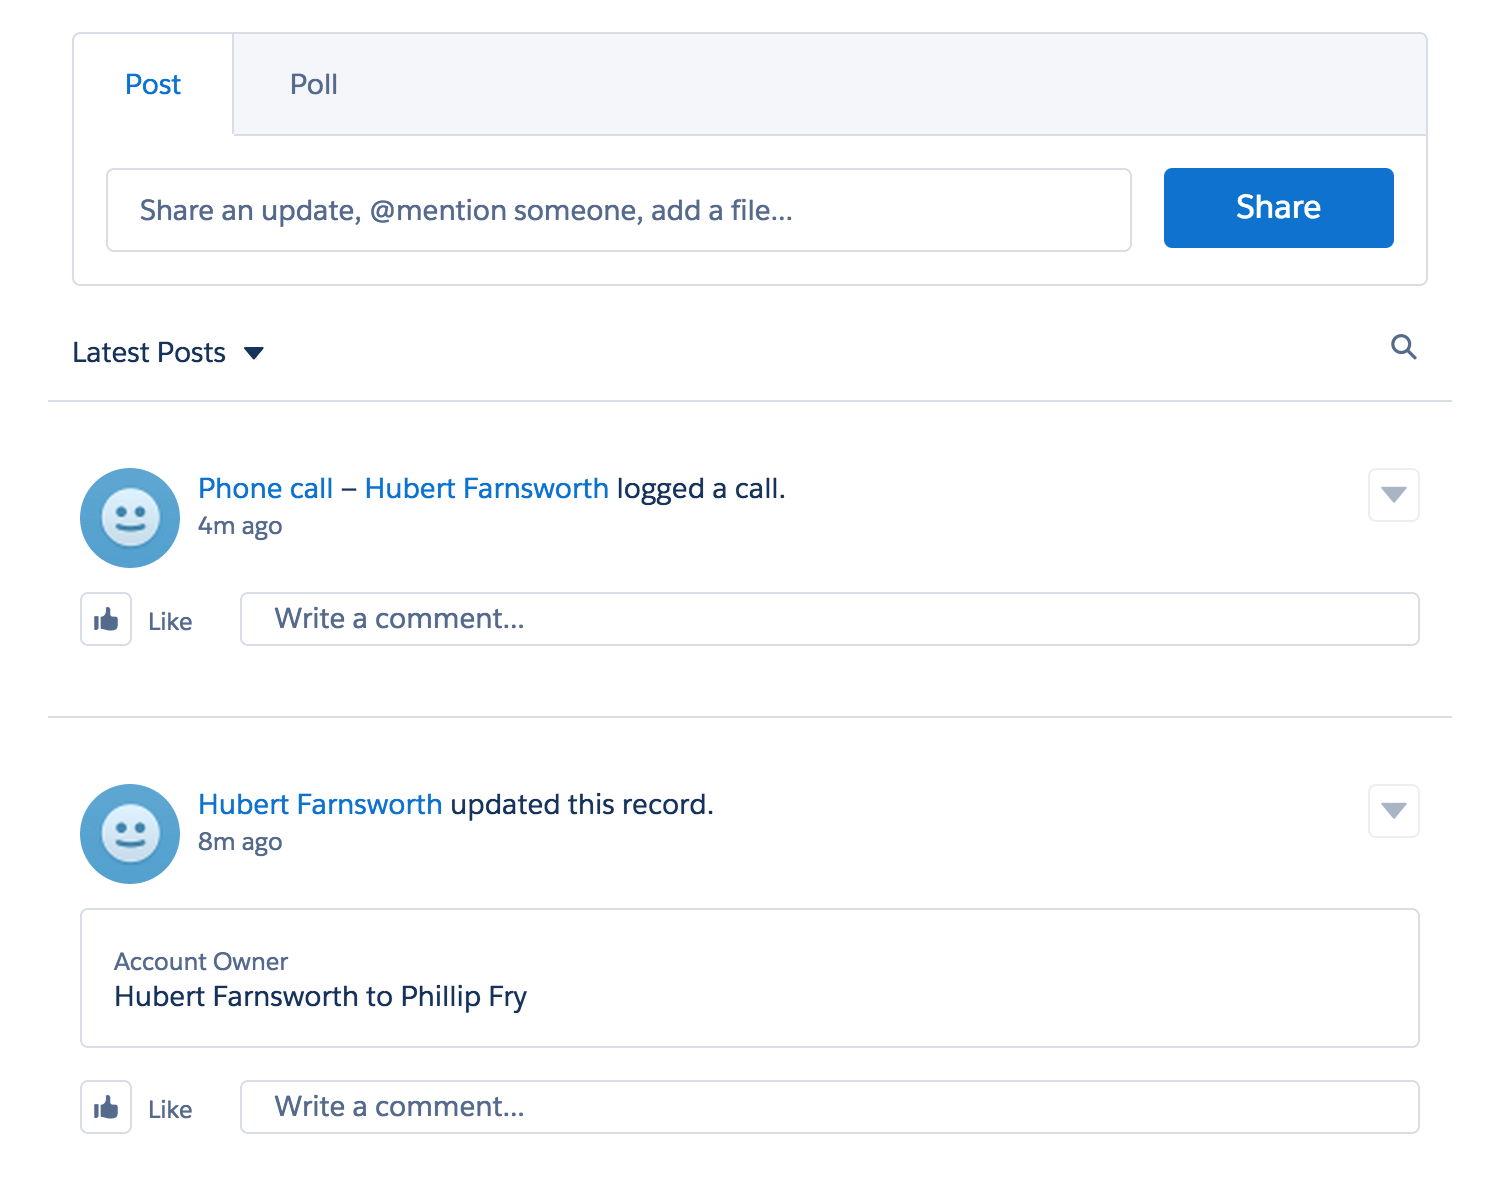 Post
Poll
Share an update, @mention someone, add a file...
Share
Latest Posts
Phone call – Hubert Farnsworth logged a call.
4m ago
Like
Write a comment...
Hubert Farnsworth updated this record.
8m ago
Account Owner
Hubert Farnsworth to Phillip Fry
Like
Write a comment...